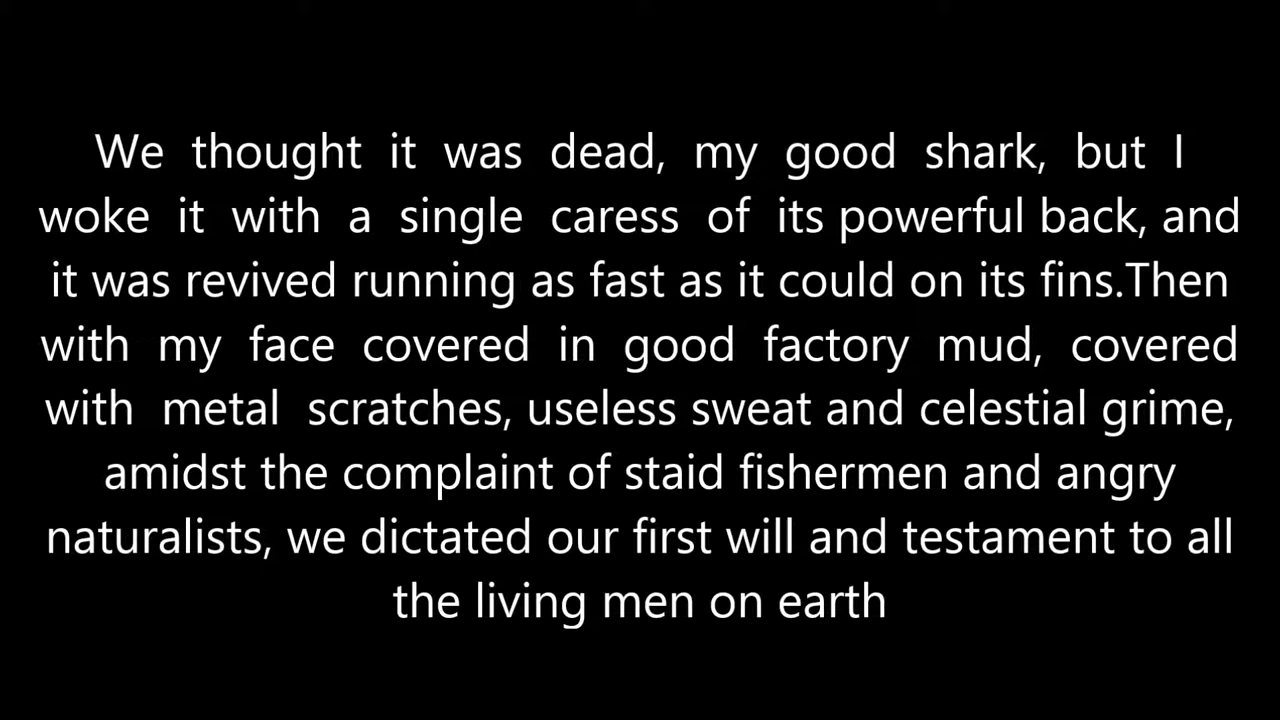 We thought it was dead, my good shark, but I
woke it with a single caress of its powerful back, and
it was revived running as fast as it could on its fins.Then
with my face covered in good factory mud, covered
with metal scratches, useless sweat and celestial grime,
amidst the complaint of staid fishermen and angry
naturalists, we dictated our first will and testament to all
the living men on earth